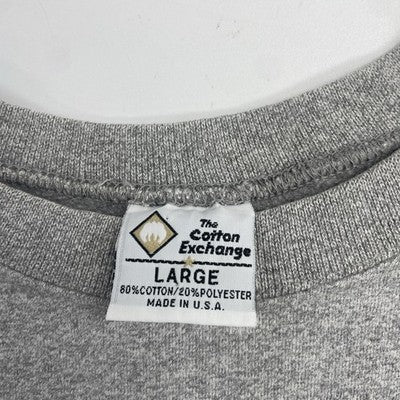 The
Cotton
Exchange
LARGE
80%COTTON/20%POLYESTER
MADE IN U.S.A.